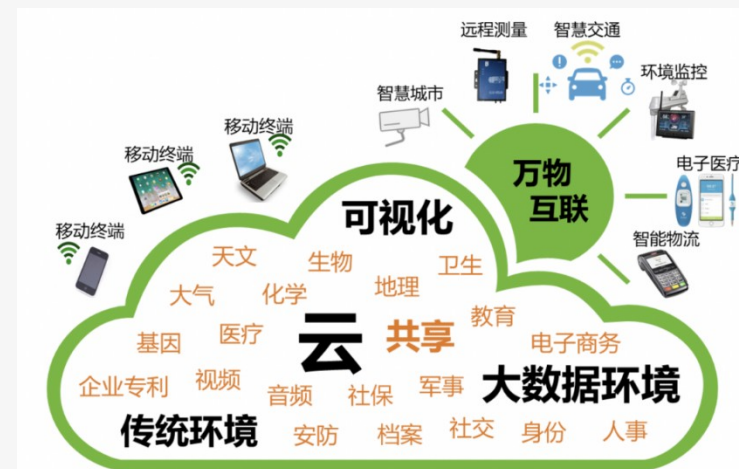 远程测量
智慧交通
智慧城市
环境监控
移动终端
移动终端
万物
互联
电子医疗
可视化
移动终端
智能物流
天文
生物
卫生
大气
化学
地理
基因
医疗
云
共享
教育
电子商务
企业专利
视频
音频
社保
军事
大数据环境
传统环境
安防
档案
社交
身份
人事